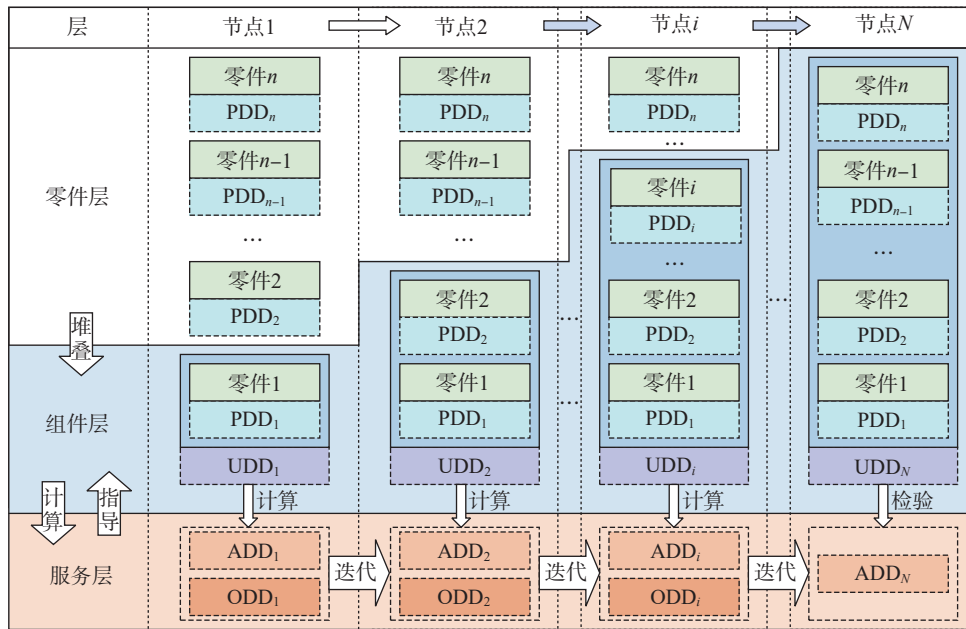 层 节点1 节点2 节点i 节点N
零件层
堆叠
组件层
计算
指导
服务层
零件n
PDDₙ
零件n-1
PDDₙ₋₁
...
零件2
PDD₂
零件1
PDD₁
UDD₁
计算
ADD₁
ODD₁
迭代
零件n
PDDₙ
零件n-1
PDDₙ₋₁
...
零件2
PDD₂
零件1
PDD₁
UDD₂
计算
ADD₂
ODD₂
...
...
迭代
零件n
PDDₙ
...
零件i
PDDᵢ
...
零件2
PDD₂
零件1
PDD₁
UDDᵢ
计算
ADDᵢ
ODDᵢ
...
迭代
零件n
PDDₙ
零件n-1
PDDₙ₋₁
...
零件2
PDD₂
零件1
PDD₁
UDD_N
检验
ADD_N